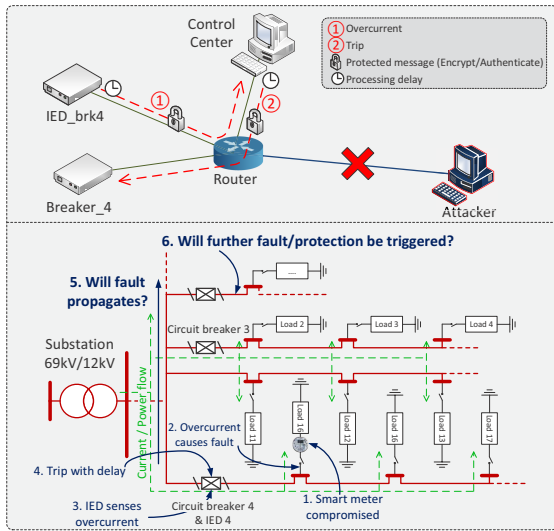 Control
Center
1 Overcurrent
2 Trip
Protected message (Encrypt/Authenticate)
Processing delay
1
2
IED_brk4
Router
Breaker_4
Attacker
6. Will further fault/protection be triggered?
5. Will fault
propagates?
....
Circuit breaker 3
Load 2
Load 3
Load 4
Substation
69kV/12kV
Current / Power flow
Load 11
Load 16
Load 12
Load 16
Load 13
Load 17
2. Overcurrent
causes fault
4. Trip with delay
1. Smart meter
compromised
3. IED senses
overcurrent
Circuit breaker 4
& IED 4